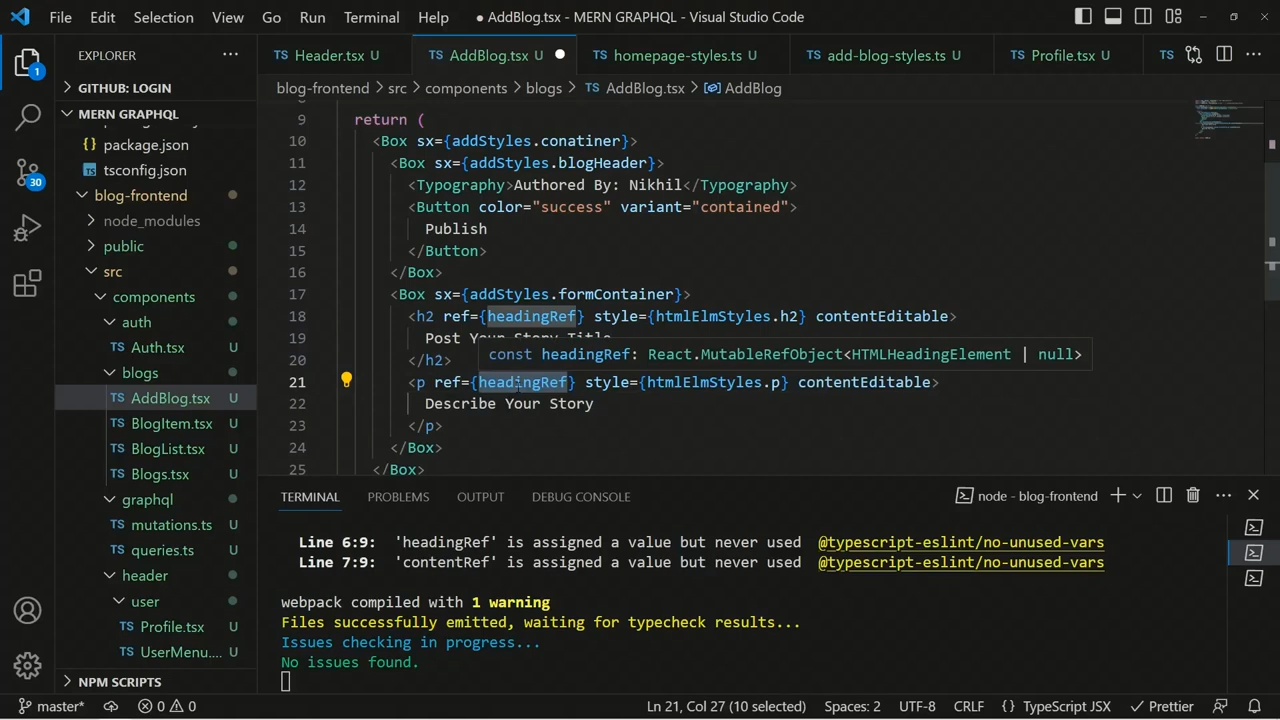 File Edit Selection View Go Run Terminal Help ● AddBlog.tsx - MERN GRAPHQL - Visual Studio Code
EXPLORER ...
TS Header.tsx U TS AddBlog.tsx U ● TS homepage-styles.ts U TS add-blog-styles.ts U TS Profile.tsx U TS ...
blog-frontend > src > components > blogs > TS AddBlog.tsx > AddBlog
1
30
GITHUB: LOGIN
MERN GRAPHQL
{} package.json
TS tsconfig.json
blog-frontend
node_modules
public
src
components
auth
TS Auth.tsx U
blogs
TS AddBlog.tsx U
TS BlogItem.tsx U
TS BlogList.tsx U
TS Blogs.tsx U
graphql
TS mutations.ts U
TS queries.ts U
header
user
TS Profile.tsx U
TS UserMenu.... U
NPM SCRIPTS
9 return (
10 <Box sx={addStyles.conatiner}>
11 <Box sx={addStyles.blogHeader}>
12 <Typography>Authored By: Nikhil</Typography>
13 <Button color="success" variant="contained">
14 Publish
15 </Button>
16 </Box>
17 <Box sx={addStyles.formContainer}>
18 <h2 ref={headingRef} style={htmlElmStyles.h2} contentEditable>
19 Post Your Story Title
const headingRef: React.MutableRefObject<HTMLHeadingElement | null>
20 </h2>
21 <p ref={headingRef} style={htmlElmStyles.p} contentEditable>
22 Describe Your Story
23 </p>
24 </Box>
25 </Box>
TERMINAL PROBLEMS OUTPUT DEBUG CONSOLE node - blog-frontend
Line 6:9: 'headingRef' is assigned a value but never used @typescript-eslint/no-unused-vars
Line 7:9: 'contentRef' is assigned a value but never used @typescript-eslint/no-unused-vars
webpack compiled with 1 warning
Files successfully emitted, waiting for typecheck results...
Issues checking in progress...
No issues found.
master* 0 0 Ln 21, Col 27 (10 selected) Spaces: 2 UTF-8 CRLF {} TypeScript JSX Prettier